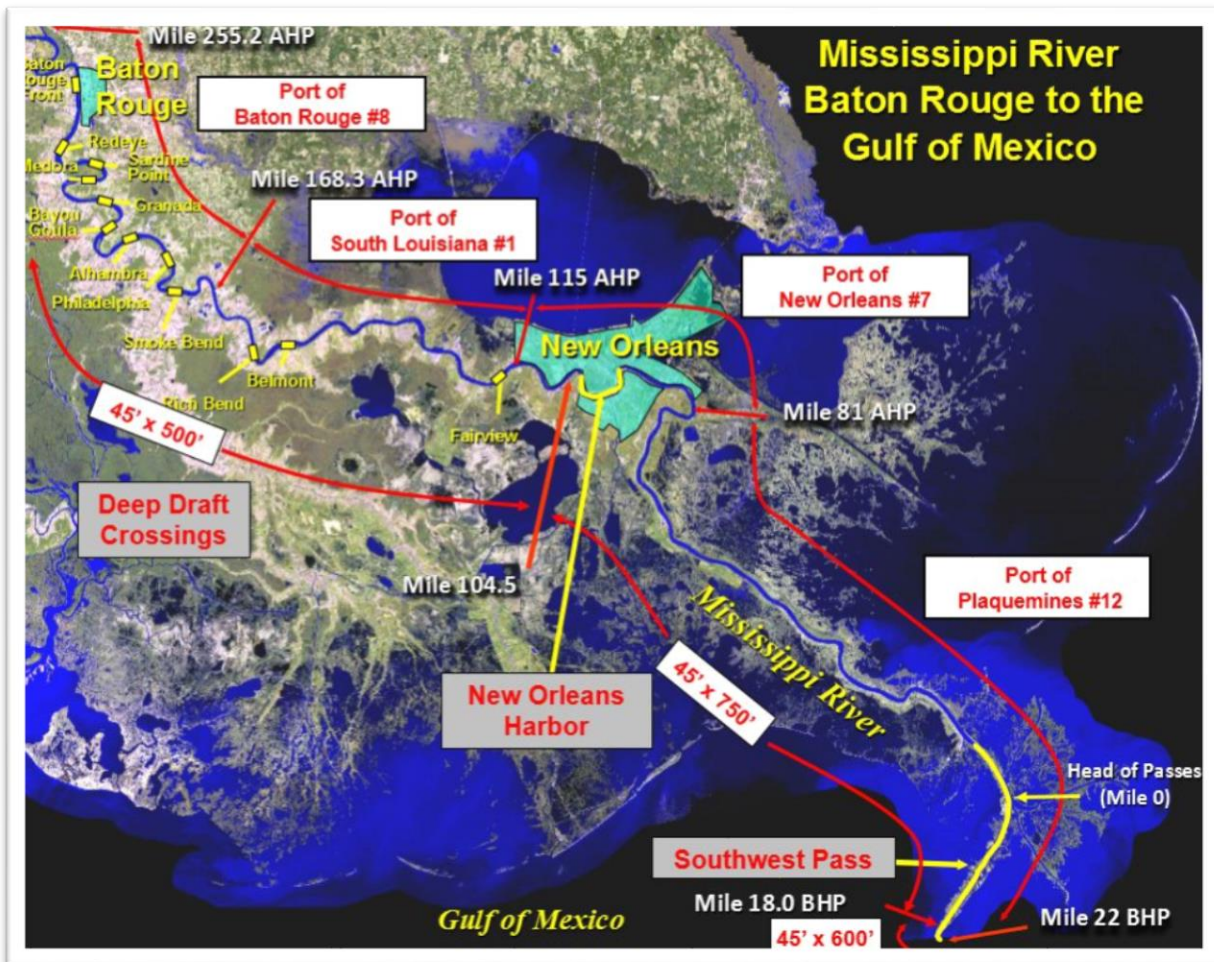 Mississippi River
Baton Rouge to the
Gulf of Mexico
Mile 255.2 AHP
Baton
Rouge
Front
Baton
Rouge
Port of
Baton Rouge #8
Redeye
Medora
Sardine
Point
Mile 168.3 AHP
Granada
Bayou
Goula
Port of
South Louisiana #1
Alhambra
Mile 115 AHP
Port of
New Orleans #7
Philadelphia
Smoke Bend
New Orleans
Belmont
Rich Bend
45' x 500'
Fairview
Mile 81 AHP
Deep Draft
Crossings
Mile 104.5
Port of
Plaquemines #12
Mississippi River
45' x 750'
New Orleans
Harbor
Head of Passes
(Mile 0)
Southwest Pass
Mile 18.0 BHP
Gulf of Mexico
45' x 600'
Mile 22 BHP